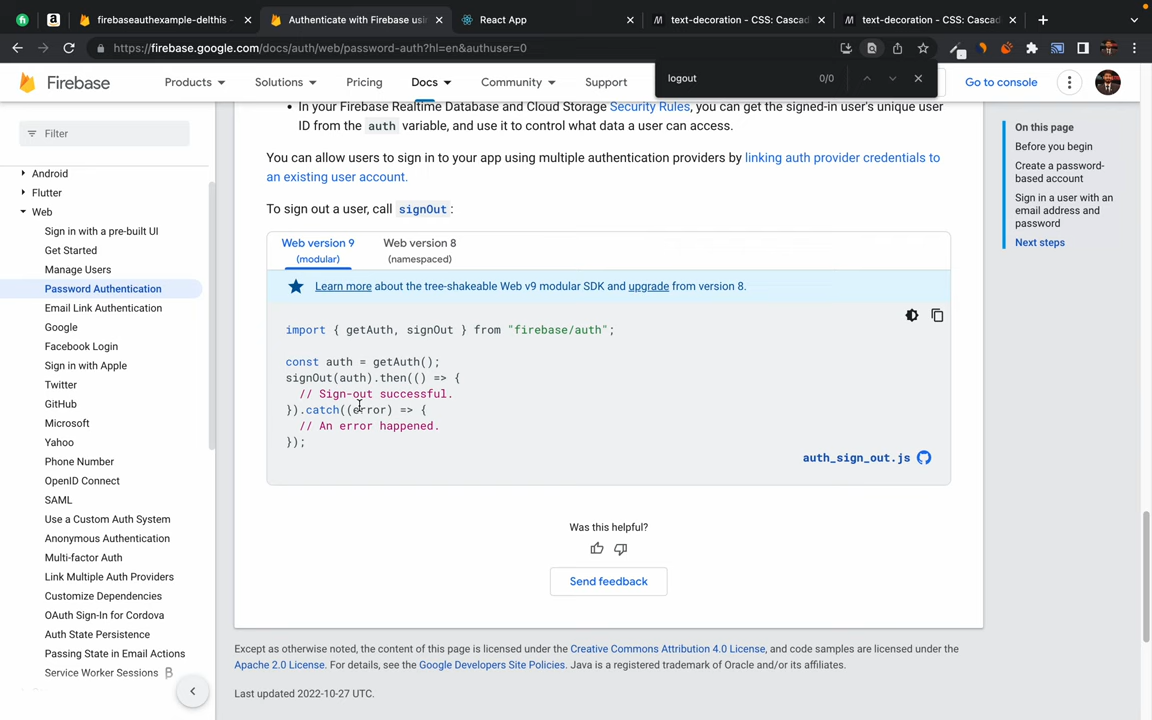 firebaseauthexample-delthis
Authenticate with Firebase usin
React App
text-decoration - CSS: Cascad
text-decoration - CSS: Cascad
https://firebase.google.com/docs/auth/web/password-auth?hl=en&authuser=0
Firebase
Products
Solutions
Pricing
Docs
Community
Support
logout
0/0
Go to console
Filter
Android
Flutter
Web
Sign in with a pre-built UI
Get Started
Manage Users
Password Authentication
Email Link Authentication
Google
Facebook Login
Sign in with Apple
Twitter
GitHub
Microsoft
Yahoo
Phone Number
OpenID Connect
SAML
Use a Custom Auth System
Anonymous Authentication
Multi-factor Auth
Link Multiple Auth Providers
Customize Dependencies
OAuth Sign-In for Cordova
Auth State Persistence
Passing State in Email Actions
Service Worker Sessions
• In your Firebase Realtime Database and Cloud Storage Security Rules, you can get the signed-in user's unique user
ID from the auth variable, and use it to control what data a user can access.
You can allow users to sign in to your app using multiple authentication providers by linking auth provider credentials to
an existing user account.
To sign out a user, call signOut:
Web version 9
(modular)
Web version 8
(namespaced)
Learn more about the tree-shakeable Web v9 modular SDK and upgrade from version 8.
import { getAuth, signOut } from "firebase/auth";
const auth = getAuth();
signOut(auth).then(() => {
// Sign-out successful.
}).catch((error) => {
// An error happened.
});
auth_sign_out.js
Was this helpful?
Send feedback
Except as otherwise noted, the content of this page is licensed under the Creative Commons Attribution 4.0 License, and code samples are licensed under the
Apache 2.0 License. For details, see the Google Developers Site Policies. Java is a registered trademark of Oracle and/or its affiliates.
Last updated 2022-10-27 UTC.
On this page
Before you begin
Create a password-
based account
Sign in a user with an
email address and
password
Next steps